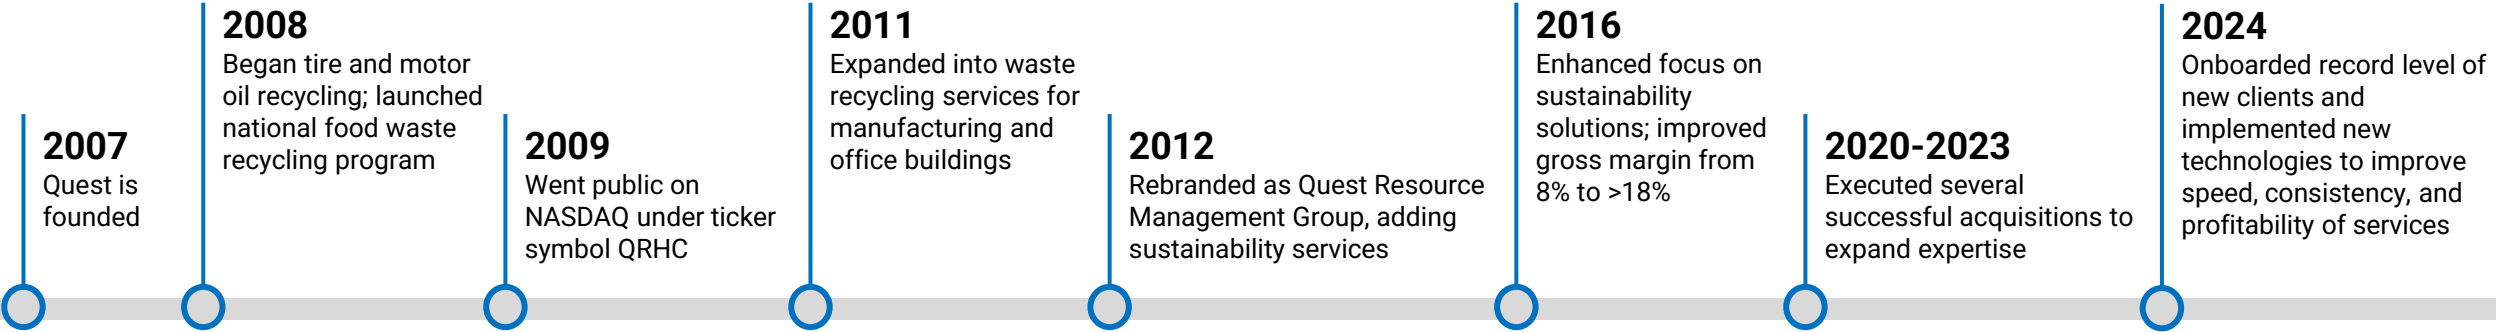 2007
Quest is
founded
2008
Began tire and motor
oil recycling; launched
national food waste
recycling program
2009
Went public on
NASDAQ under ticker
symbol QRHC
2011
Expanded into waste
recycling services for
manufacturing and
office buildings
2012
Rebranded as Quest Resource
Management Group, adding
sustainability services
2016
Enhanced focus on
sustainability
solutions; improved
gross margin from
8% to >18%
2020-2023
Executed several
successful acquisitions to
expand expertise
2024
Onboarded record level of
new clients and
implemented new
technologies to improve
speed, consistency, and
profitability of services